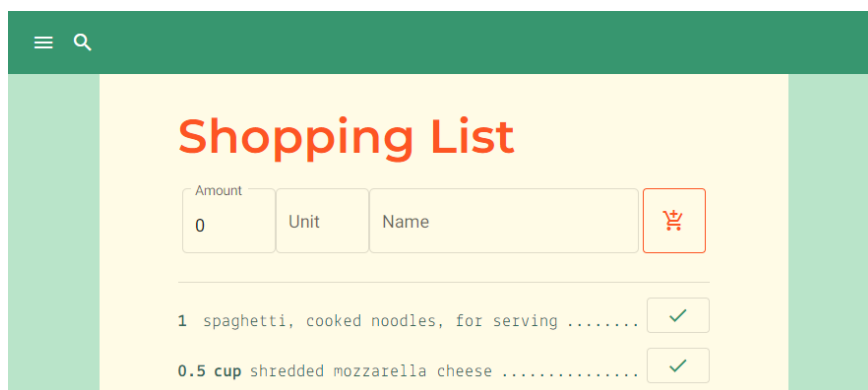 Shopping List
Amount
0 Unit Name
1 spaghetti, cooked noodles, for serving ........
0.5 cup shredded mozzarella cheese ...............